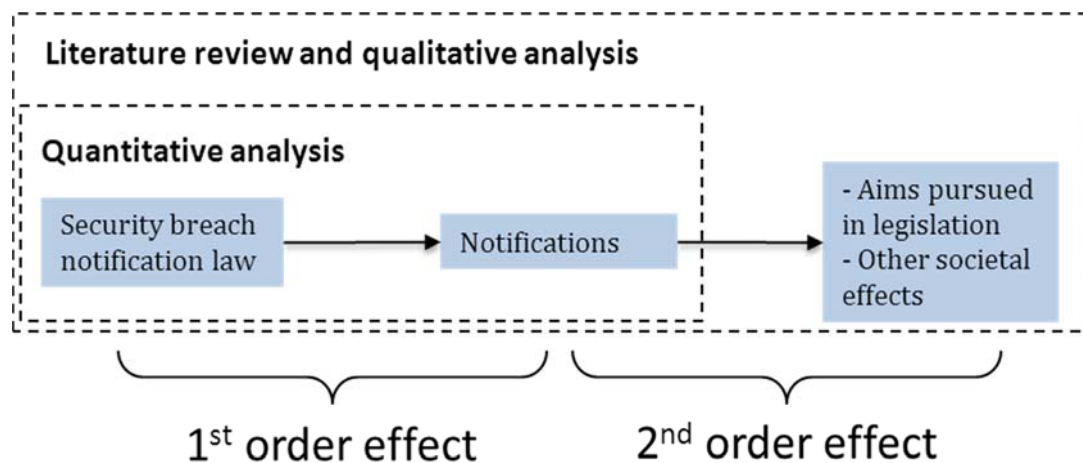 Literature review and qualitative analysis
Quantitative analysis
Security breach
notification law
Notifications
- Aims pursued
in legislation
- Other societal
effects
1st order effect
2nd order effect